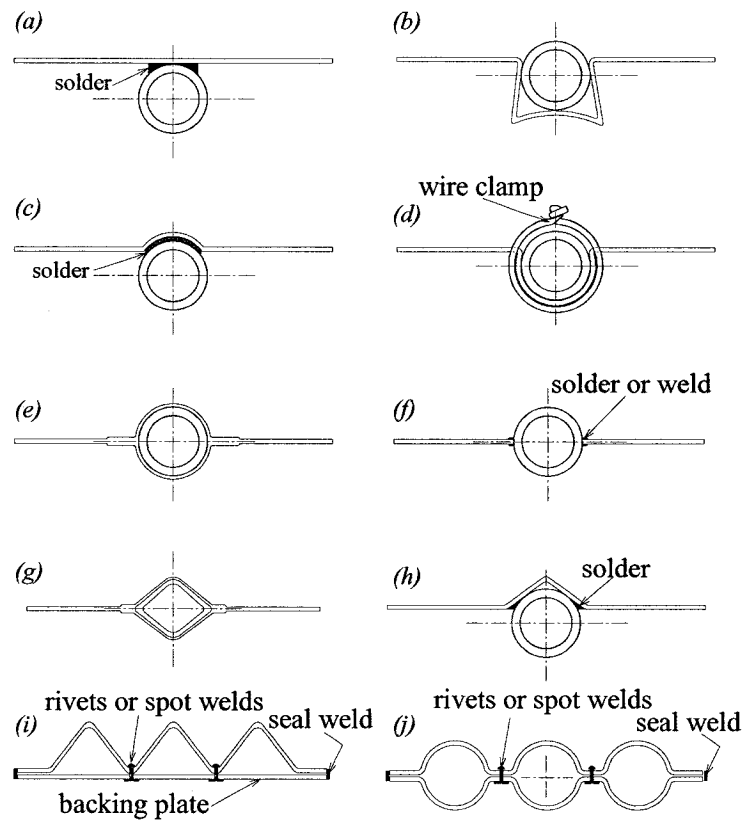 (a)
solder
(b)
(c)
solder
wire clamp
(d)
(e)
(f)
solder or weld
(g)
(h)
solder
(i)
rivets or spot welds
seal weld
backing plate
(j)
rivets or spot welds
seal weld